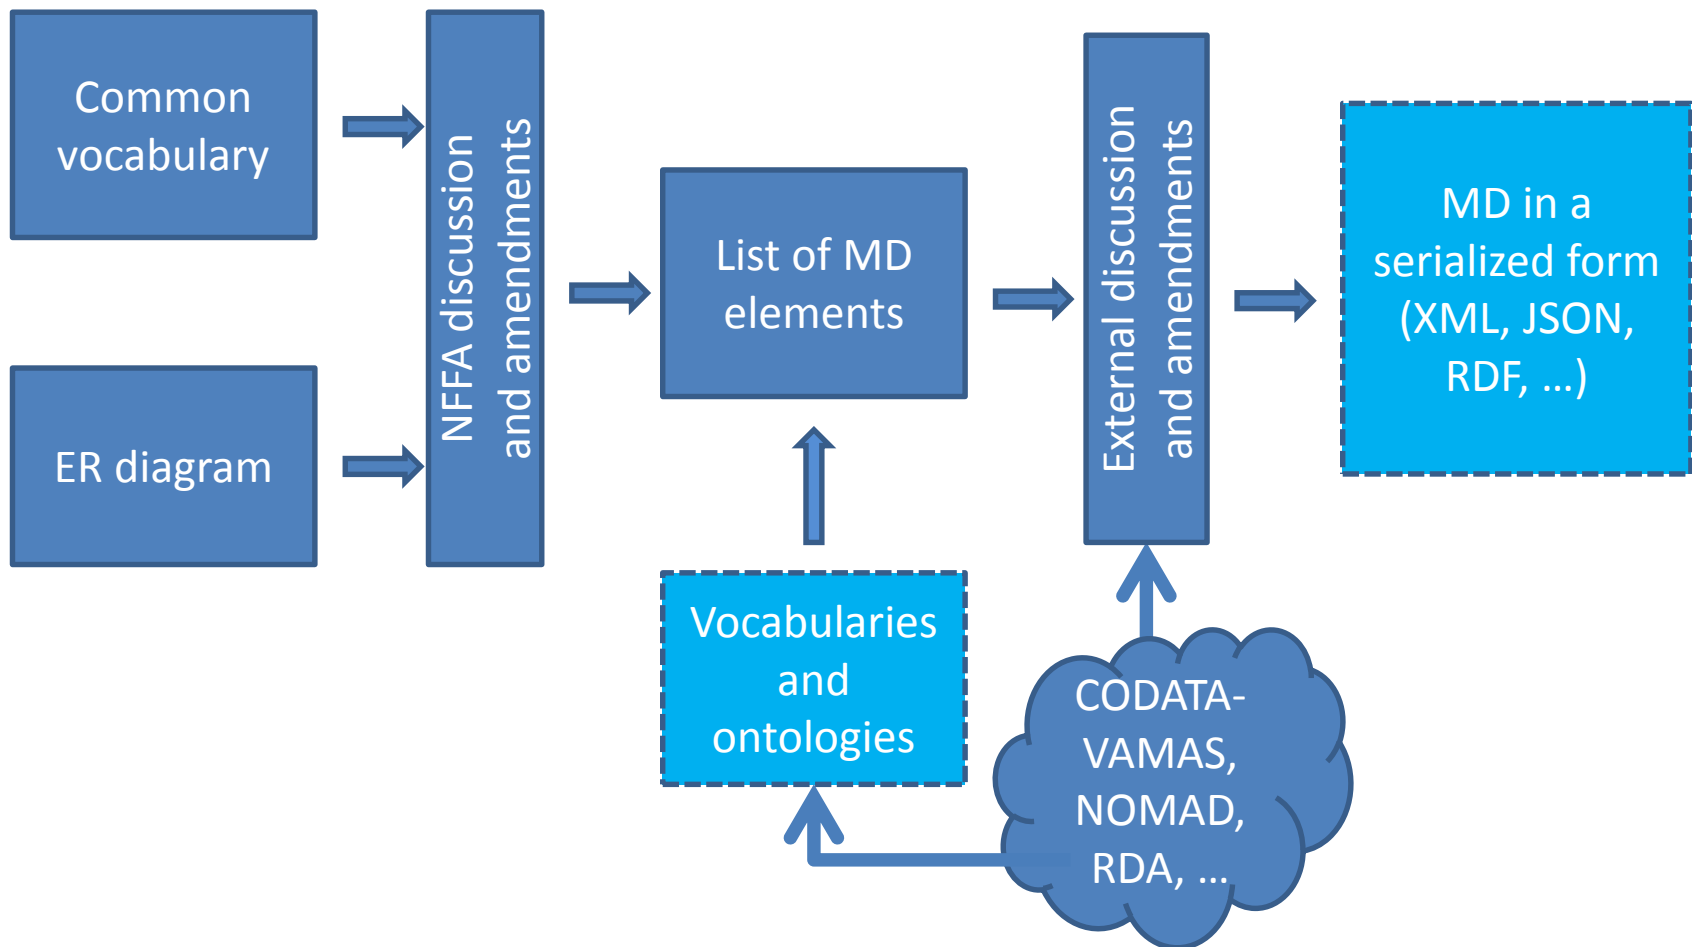 Common
vocabulary
ER diagram
NFFA discussion
and amendments
List of MD
elements
Vocabularies
and
ontologies
External discussion
and amendments
CODATA-
VAMAS,
NOMAD,
RDA, ...
MD in a
serialized form
(XML, JSON,
RDF, ...)